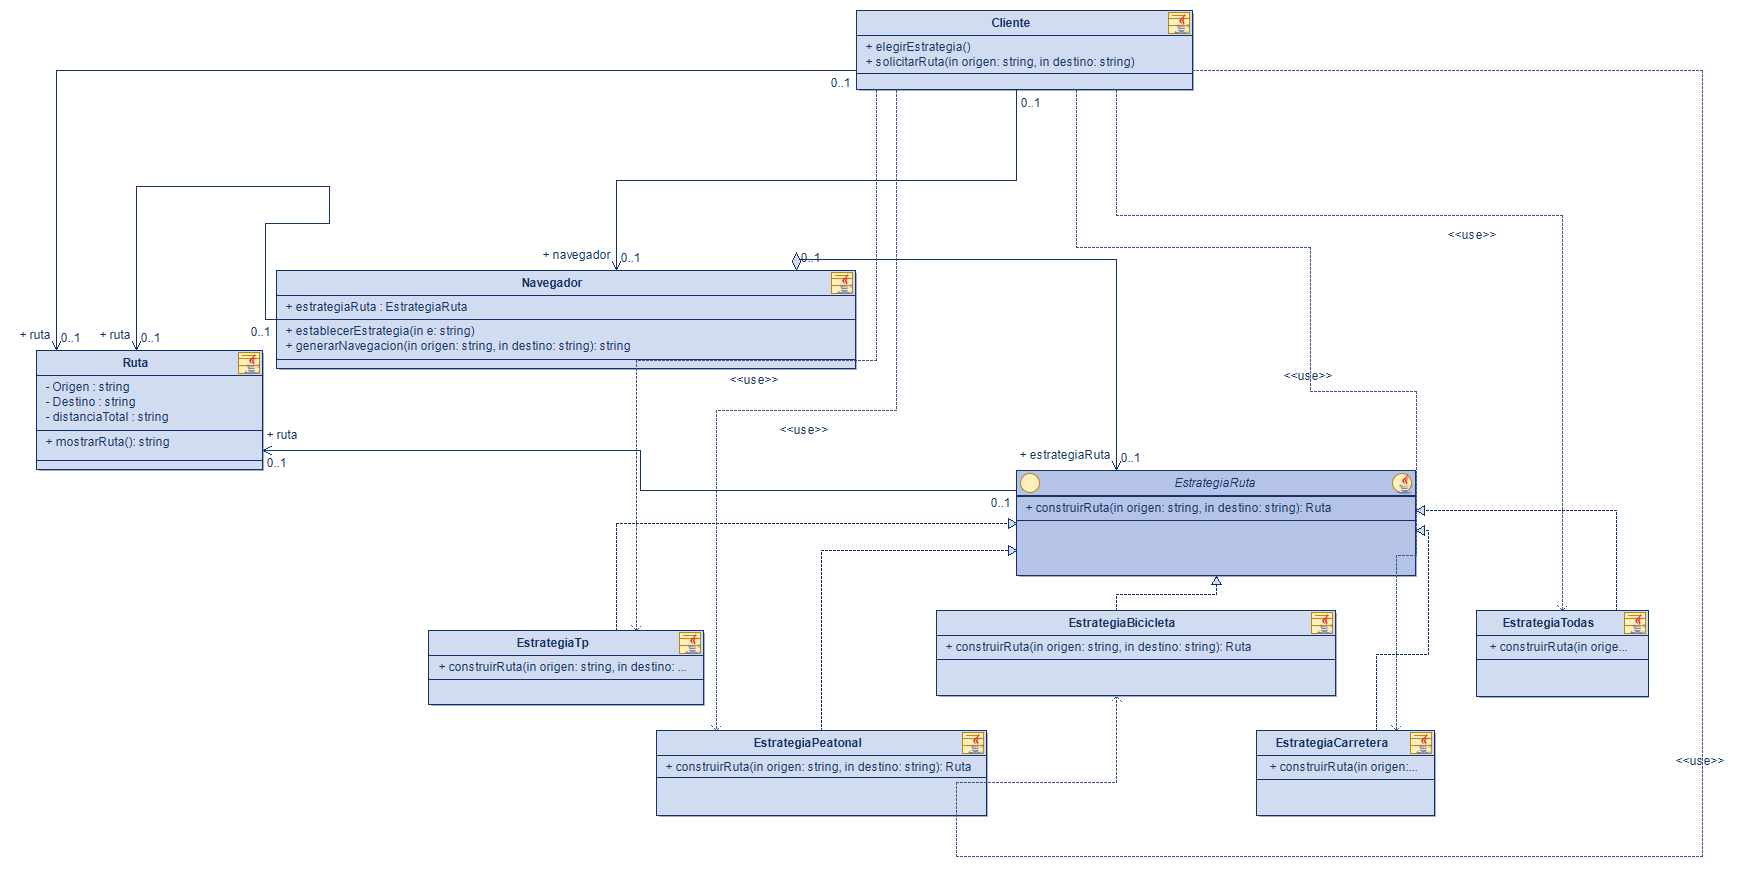 Cliente
+ elegirEstrategia()
+ solicitarRuta(in origen: string, in destino: string)
0..1
0..1
<<use>>
+ navegador
0..1
0..1
Navegador
+ estrategiaRuta : EstrategiaRuta
+ establecerEstrategia(in e: string)
+ generarNavegacion(in origen: string, in destino: string): string
0..1
+ ruta
0..1
+ ruta
0..1
Ruta
- Origen : string
- Destino : string
- distanciaTotal : string
+ mostrarRuta(): string
<<use>>
<<use>>
<<use>>
+ ruta
0..1
+ estrategiaRuta
0..1
EstrategiaRuta
+ construirRuta(in origen: string, in destino: string): Ruta
0..1
EstrategiaTp
+ construirRuta(in origen: string, in destino: ...
EstrategiaBicicleta
+ construirRuta(in origen: string, in destino: string): Ruta
EstrategiaTodas
+ construirRuta(in orige...
EstrategiaPeatonal
+ construirRuta(in origen: string, in destino: string): Ruta
EstrategiaCarretera
+ construirRuta(in origen:...
<<use>>